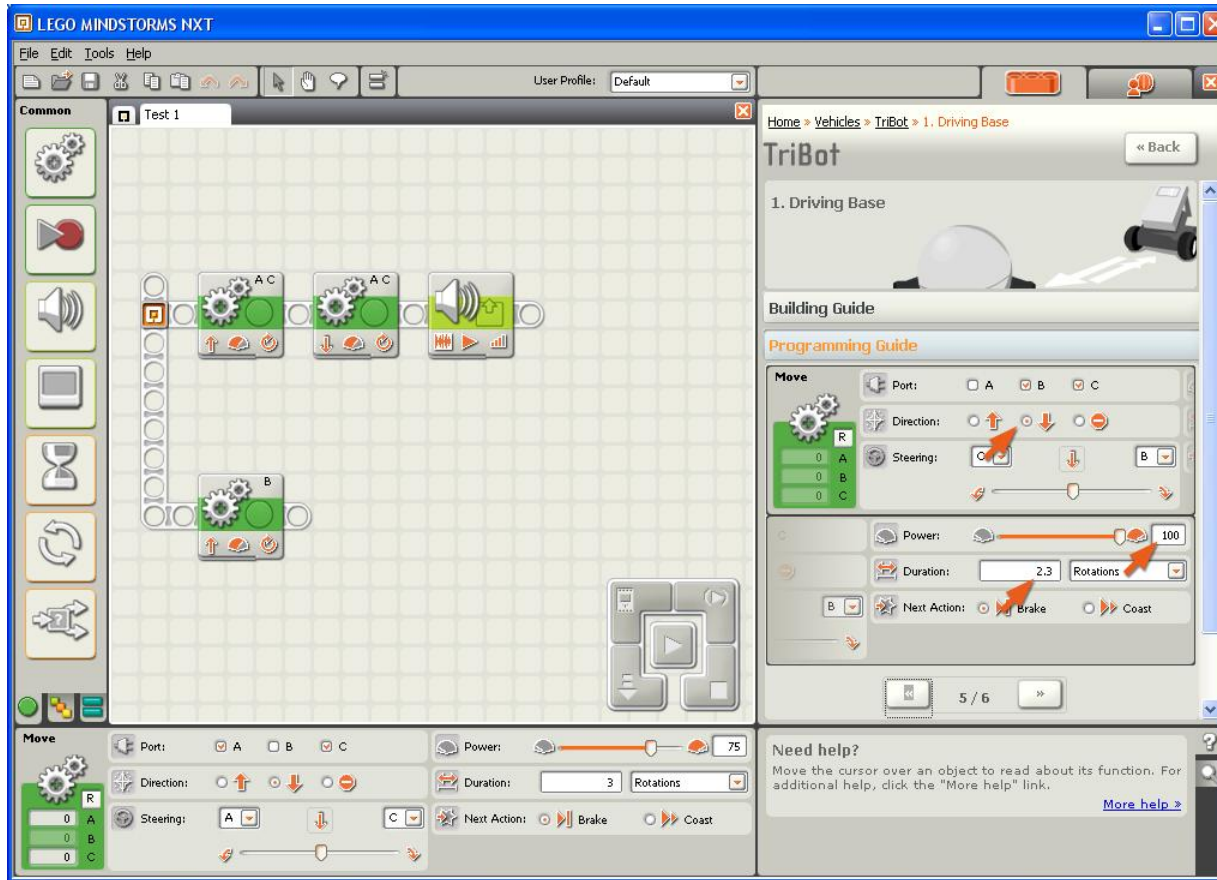 LEGO MINDSTORMS NXT
File Edit Tools Help
User Profile: Default
Common
Test 1
A C
A C
B
Home » Vehicles » TriBot » 1. Driving Base
TriBot
« Back
1. Driving Base
Building Guide
Programming Guide
Move
Port: A B C
Direction:
R
Steering: C B
0 A
0 B
0 C
C
Power: 100
Duration: 2.3 Rotations
B Next Action: Brake Coast
5 / 6 »
Move
Port: A B C
Power: 75
Direction:
Duration: 3 Rotations
R
Steering: A C
Next Action: Brake Coast
0 A
0 B
0 C
Need help?
Move the cursor over an object to read about its function. For
additional help, click the "More help" link.
More help »
?